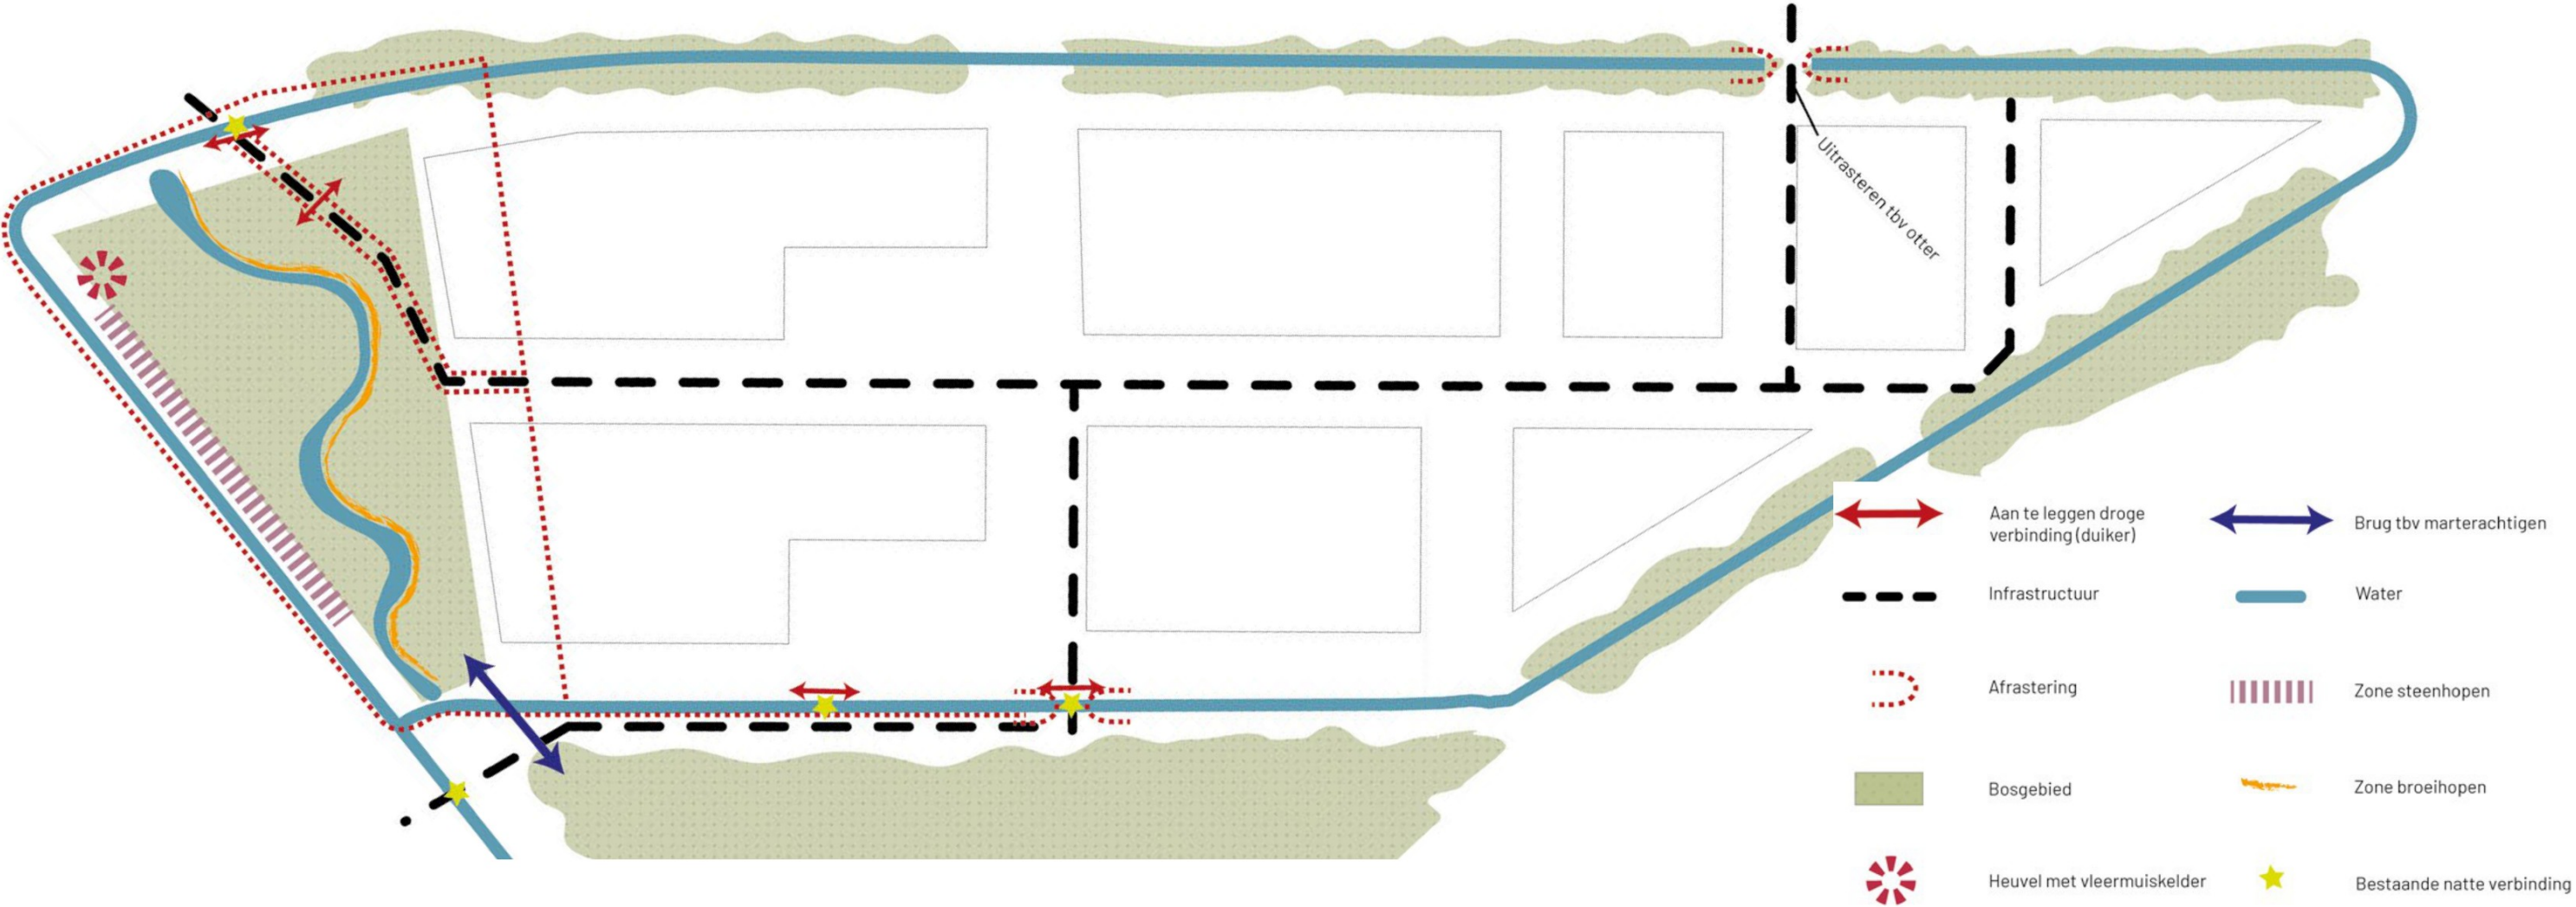 Uitrasteren tbv otter
Aan te leggen droge
verbinding (duiker)
Brug tbv marterachtigen
Infrastructuur
Water
Afrastering
Zone steenhopen
Bosgebied
Zone broeihopen
Heuvel met vleermuiskelder
Bestaande natte verbinding